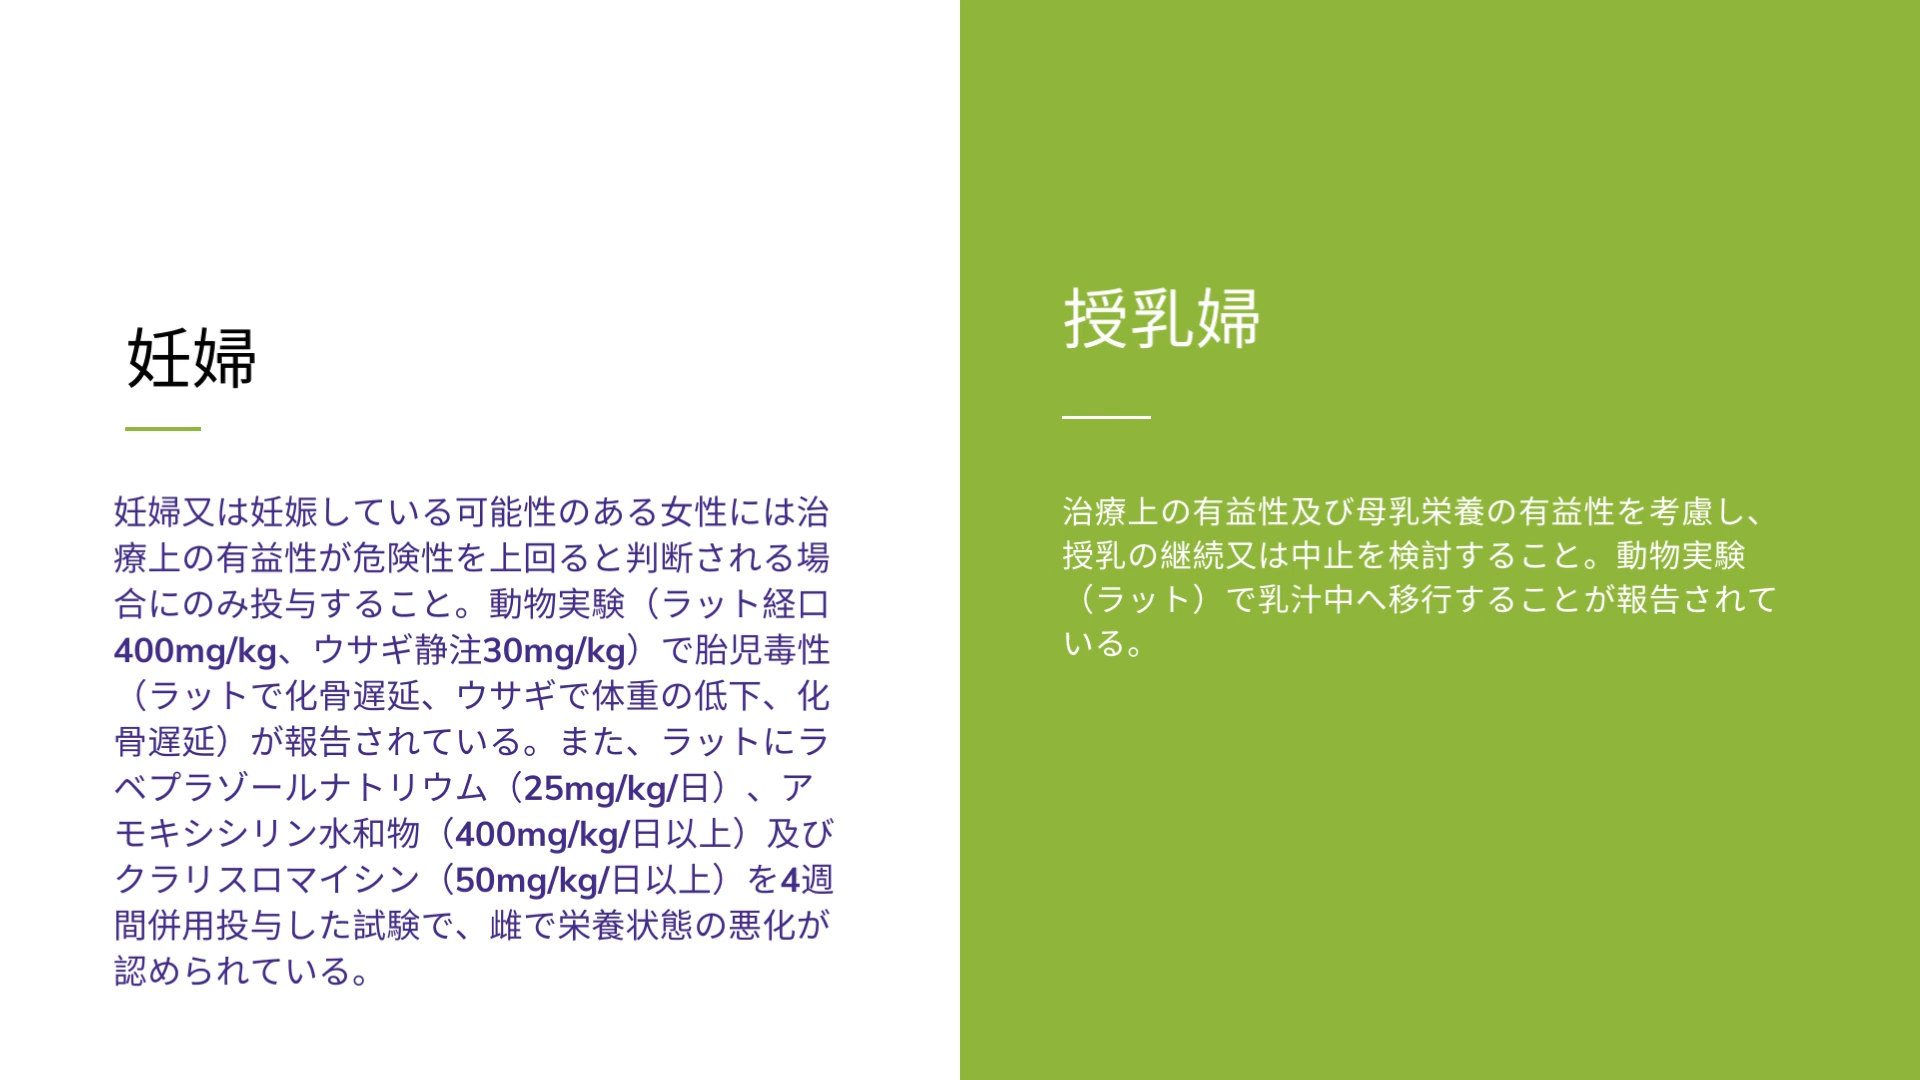 妊婦
妊婦又は妊娠している可能性のある女性には治
療上の有益性が危険性を上回ると判断される場
合にのみ投与すること。動物実験（ラット経口
400mg/kg、ウサギ静注30mg/kg）で胎児毒性
（ラットで化骨遅延、ウサギで体重の低下、化
骨遅延）が報告されている。また、ラットにラ
ベプラゾールナトリウム（25mg/kg/日）、ア
モキシシリン水和物（400mg/kg/日以上）及び
クラリスロマイシン（50mg/kg/日以上）を4週
間併用投与した試験で、雌で栄養状態の悪化が
認められている。
授乳婦
治療上の有益性及び母乳栄養の有益性を考慮し、
授乳の継続又は中止を検討すること。動物実験
（ラット）で乳汁中へ移行することが報告されて
いる。